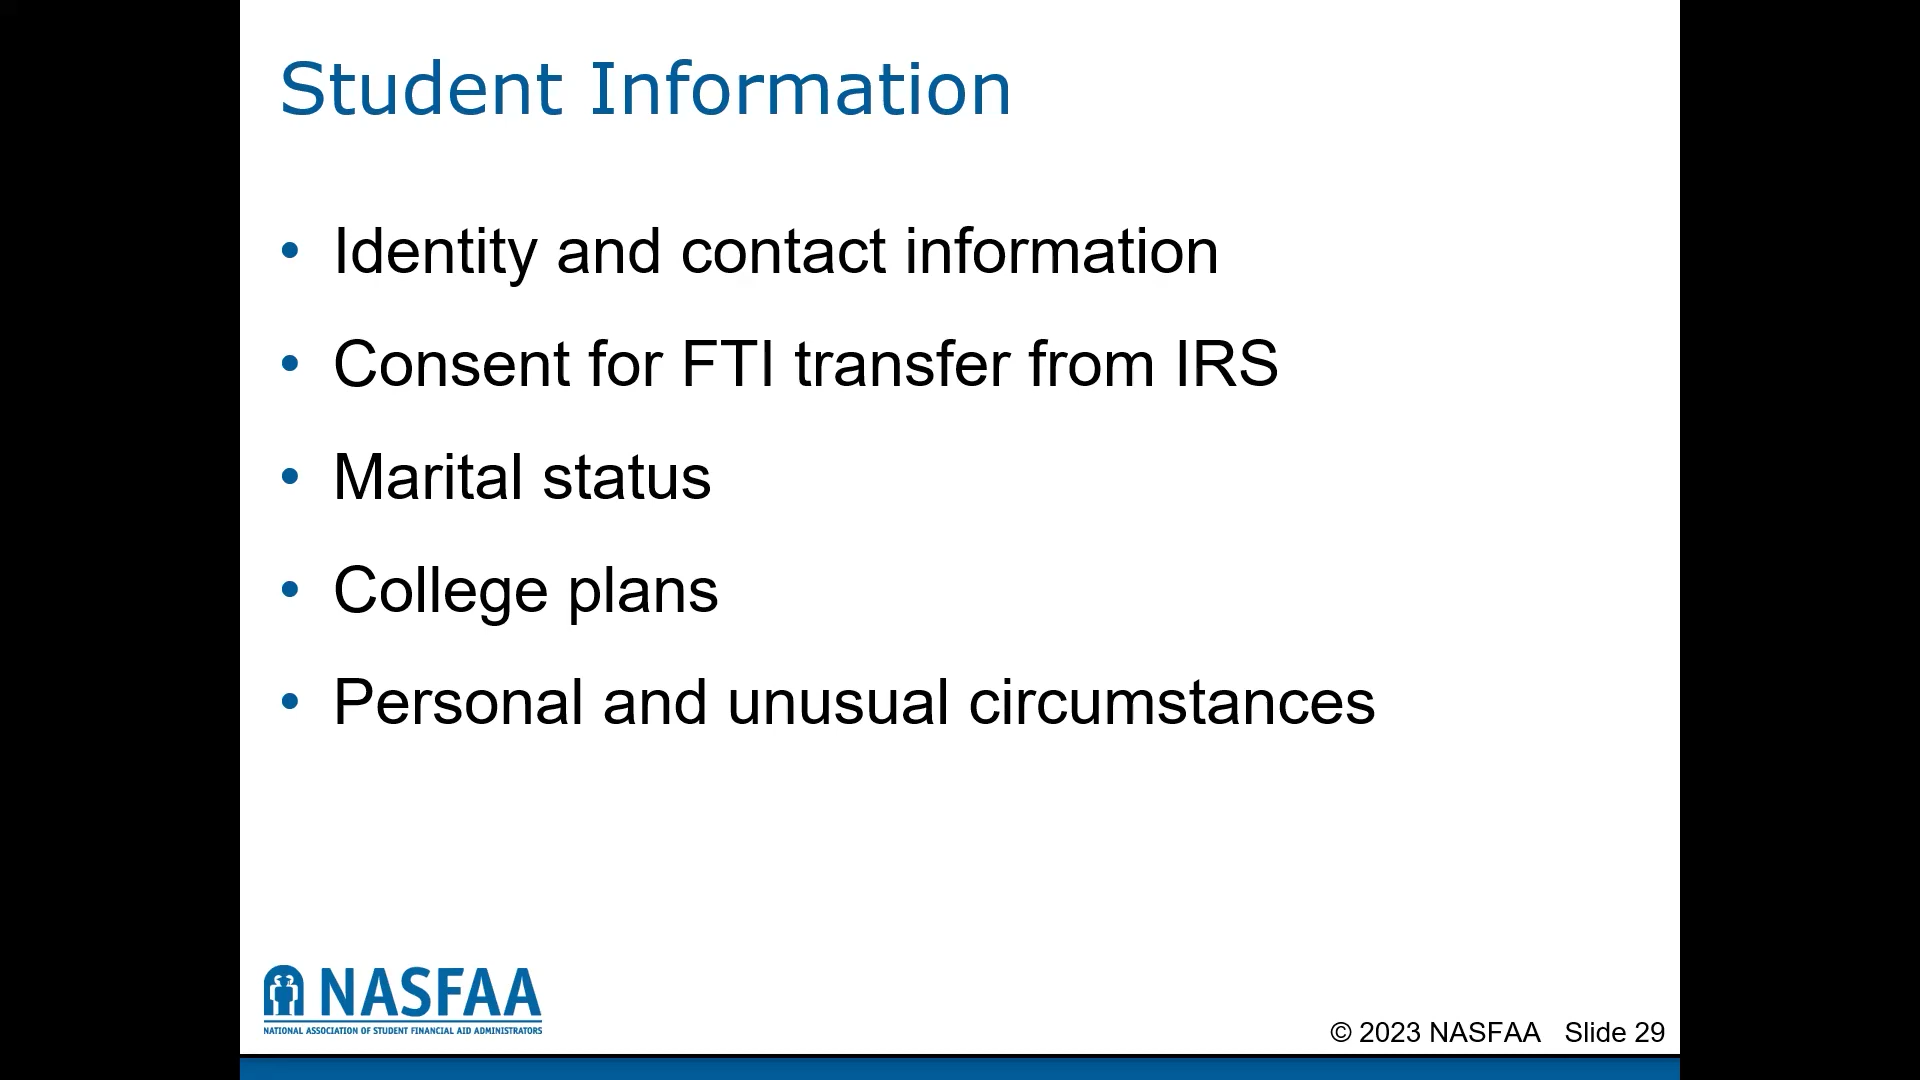 Student Information
• Identity and contact information
• Consent for FTI transfer from IRS
• Marital status
• College plans
• Personal and unusual circumstances
NASFAA
NATIONAL ASSOCIATION OF STUDENT FINANCIAL AID ADMINISTRATORS
© 2023 NASFAA Slide 29